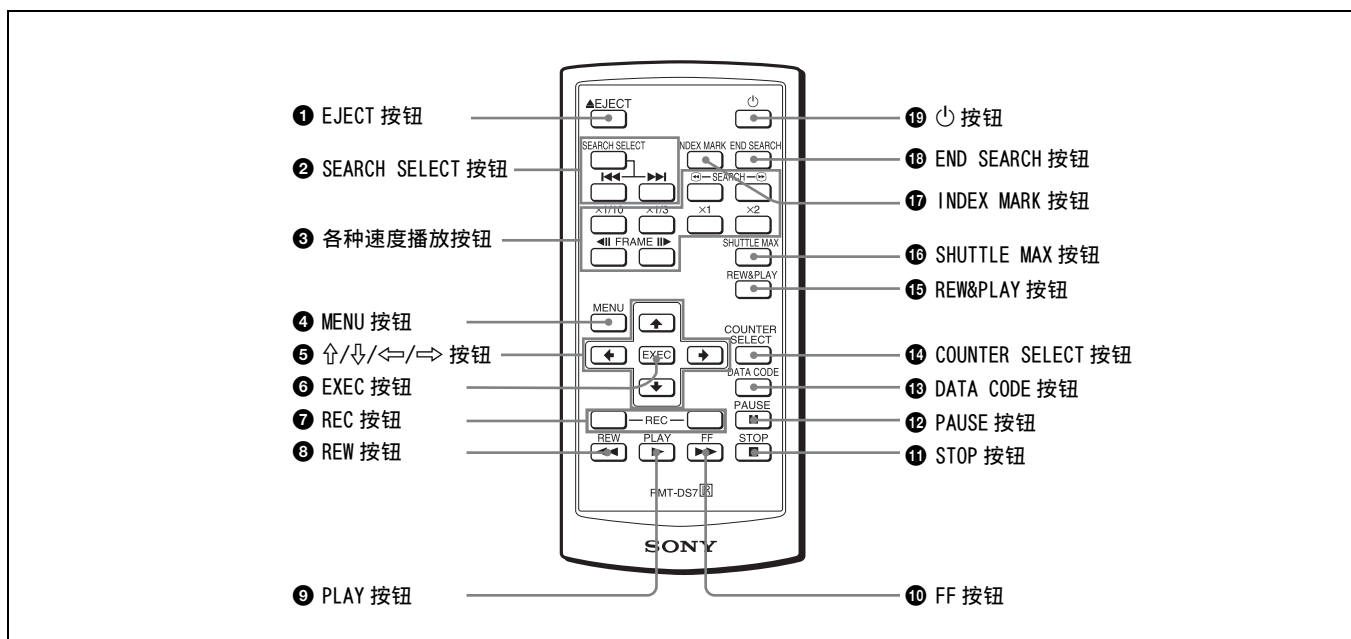 ❶ EJECT 按钮
❷ SEARCH SELECT 按钮
❸ 各种速度播放按钮
❹ MENU 按钮
❺ ⇧/⇩/⇦/⇨ 按钮
❻ EXEC 按钮
❼ REC 按钮
❽ REW 按钮
❾ PLAY 按钮
≜EJECT
SEARCH SELECT
NDEX MARK END SEARCH
SEARCH
×1/10 ×1/3 ×1 ×2
FRAME
SHUTTLE MAX
REW&PLAY
MENU
COUNTER
SELECT
EXEC
DATA CODE
PAUSE
REC
REW PLAY FF STOP
RMT-DS7 R
SONY
⓳ ⏻ 按钮
⓲ END SEARCH 按钮
⓱ INDEX MARK 按钮
⓰ SHUTTLE MAX 按钮
⓯ REW&PLAY 按钮
⓮ COUNTER SELECT 按钮
⓭ DATA CODE 按钮
⓬ PAUSE 按钮
⓫ STOP 按钮
❿ FF 按钮